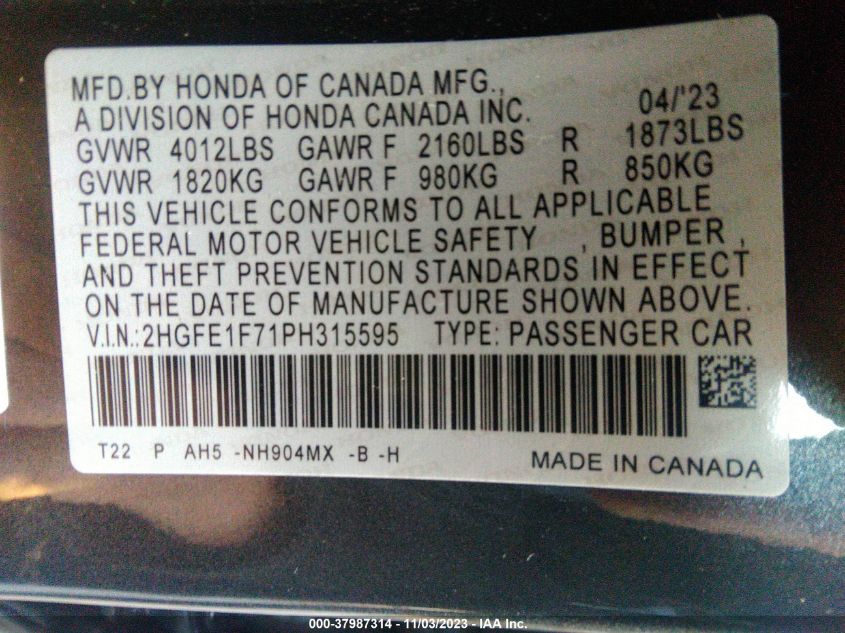 MFD.BY HONDA OF CANADA MFG.,
A DIVISION OF HONDA CANADA INC. 04/'23
GVWR 4012LBS GAWR F 2160LBS R 1873LBS
GVWR 1820KG GAWR F 980KG R 850KG
THIS VEHICLE CONFORMS TO ALL APPLICABLE
FEDERAL MOTOR VEHICLE SAFETY , BUMPER ,
AND THEFT PREVENTION STANDARDS IN EFFECT
ON THE DATE OF MANUFACTURE SHOWN ABOVE.
V.I.N.:2HGFE1F71PH315595 TYPE: PASSENGER CAR
T22 P AH5 -NH904MX -B -H MADE IN CANADA
000-37987314 - 11/03/2023 - IAA Inc.